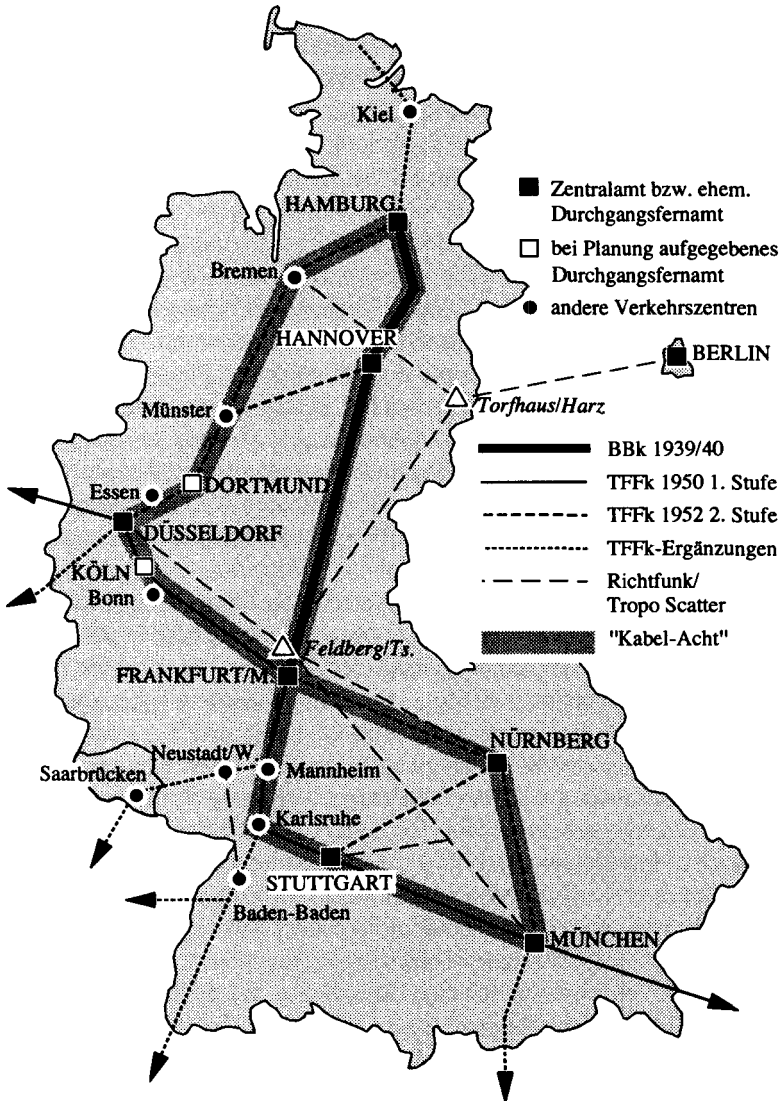 Kiel
HAMBURG
Bremen
HANNOVER
Münster
Essen
DORTMUND
DÜSSELDORF
KÖLN
Bonn
Feldberg/Ts.
FRANKFURT/M.
NÜRNBERG
Neustadt/W
Saarbrücken
Mannheim
Karlsruhe
STUTTGART
Baden-Baden
MÜNCHEN
BERLIN
Torfhaus/Harz
Zentralamt bzw. ehem.
Durchgangsfernamt
bei Planung aufgegebenes
Durchgangsfernamt
andere Verkehrszentren
BBk 1939/40
TFFk 1950 1. Stufe
TFFk 1952 2. Stufe
TFFk-Ergänzungen
Richtfunk/
Tropo Scatter
"Kabel-Acht"